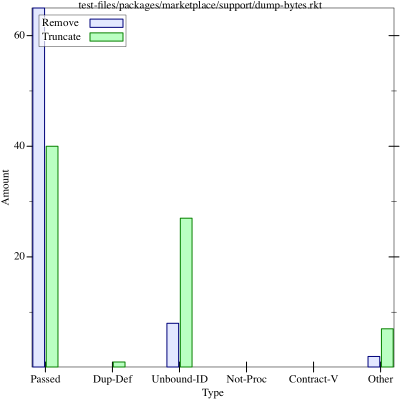 test-files/packages/marketplace/support/dump-bytes.rkt
Remove
Truncate
60
40
20
Amount
Passed Dup-Def Unbound-ID Not-Proc Contract-V Other
Type